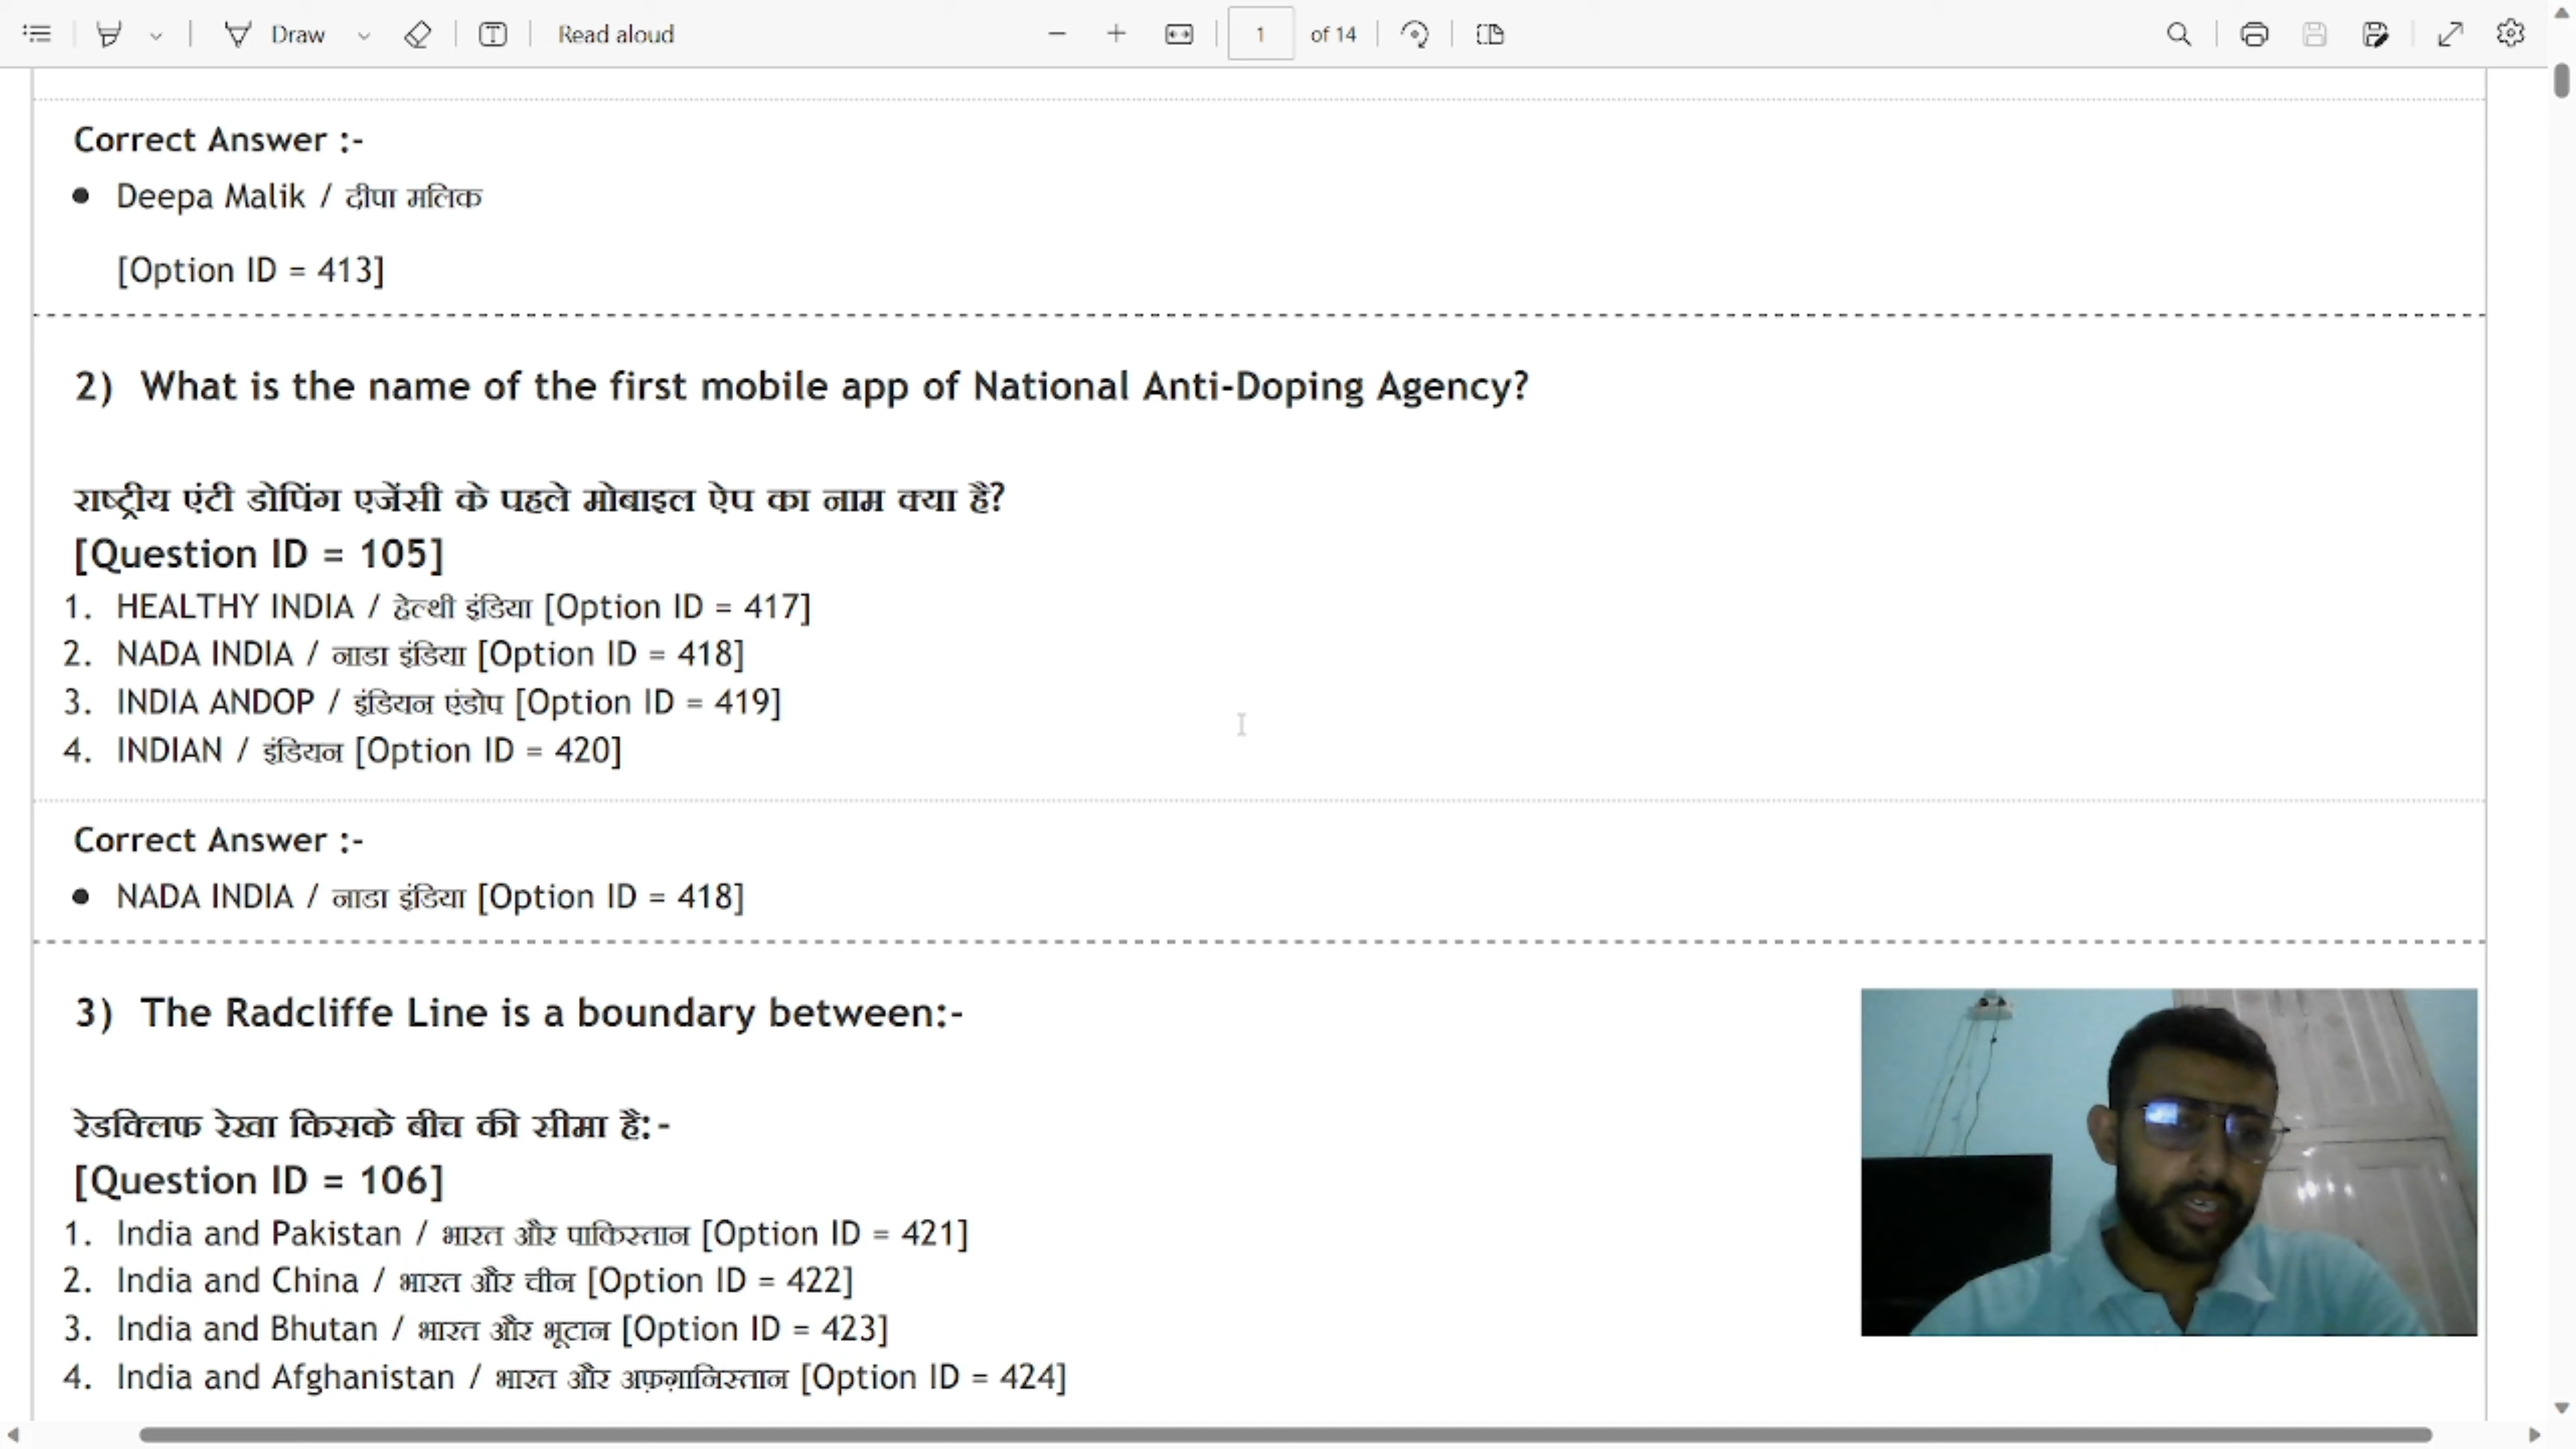 Draw Read aloud 1 of 14
Correct Answer :-
● Deepa Malik / दीपा मलिक
[Option ID = 413]
2) What is the name of the first mobile app of National Anti-Doping Agency?
राष्ट्रीय एंटी डोपिंग एजेंसी के पहले मोबाइल ऐप का नाम क्या है?
[Question ID = 105]
1. HEALTHY INDIA / हेल्थी इंडिया [Option ID = 417]
2. NADA INDIA / नाडा इंडिया [Option ID = 418]
3. INDIA ANDOP / इंडियन एंडोप [Option ID = 419]
4. INDIAN / इंडियन [Option ID = 420]
Correct Answer :-
● NADA INDIA / नाडा इंडिया [Option ID = 418]
3) The Radcliffe Line is a boundary between:-
रेडक्लिफ रेखा किसके बीच की सीमा है:-
[Question ID = 106]
1. India and Pakistan / भारत और पाकिस्तान [Option ID = 421]
2. India and China / भारत और चीन [Option ID = 422]
3. India and Bhutan / भारत और भूटान [Option ID = 423]
4. India and Afghanistan / भारत और अफ़ग़ानिस्तान [Option ID = 424]